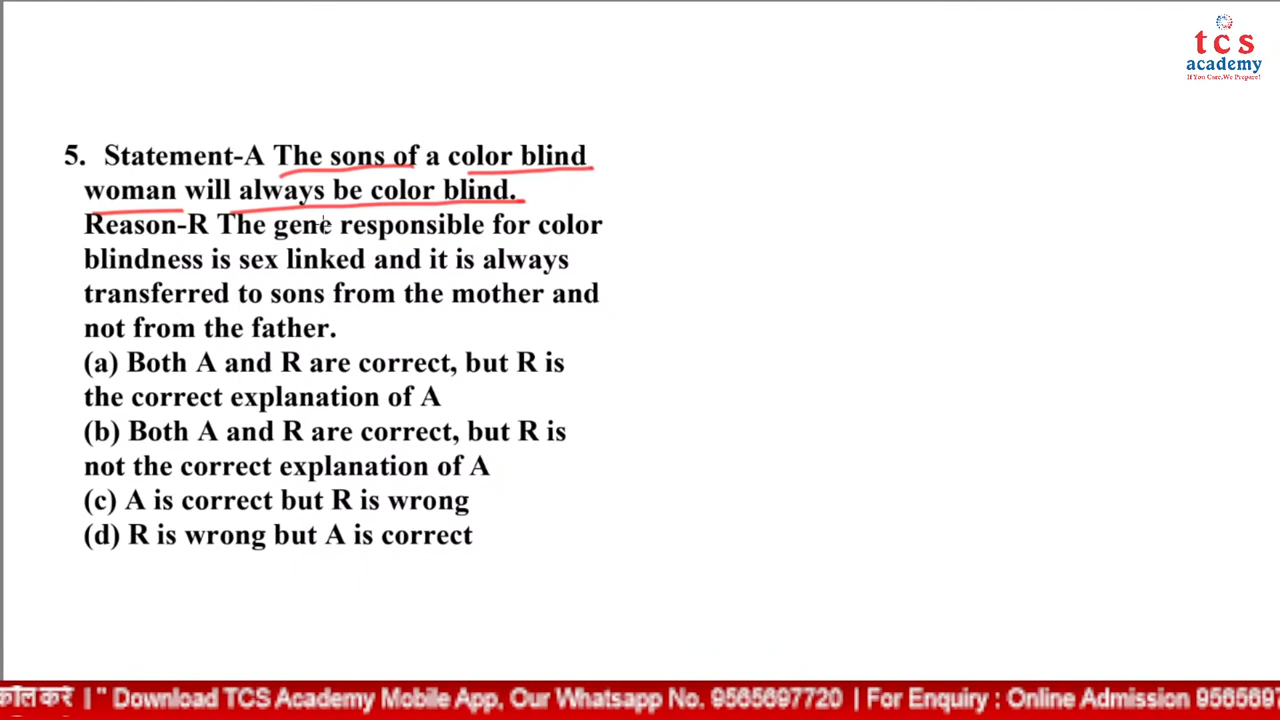 tcs
academy
If You Care,We Prepare!
5. Statement-A The sons of a color blind
woman will always be color blind.
Reason-R The gene responsible for color
blindness is sex linked and it is always
transferred to sons from the mother and
not from the father.
(a) Both A and R are correct, but R is
the correct explanation of A
(b) Both A and R are correct, but R is
not the correct explanation of A
(c) A is correct but R is wrong
(d) R is wrong but A is correct
कॉल करें | " Download TCS Academy Mobile App, Our Whatsapp No. 9565697720 | For Enquiry : Online Admission 956569